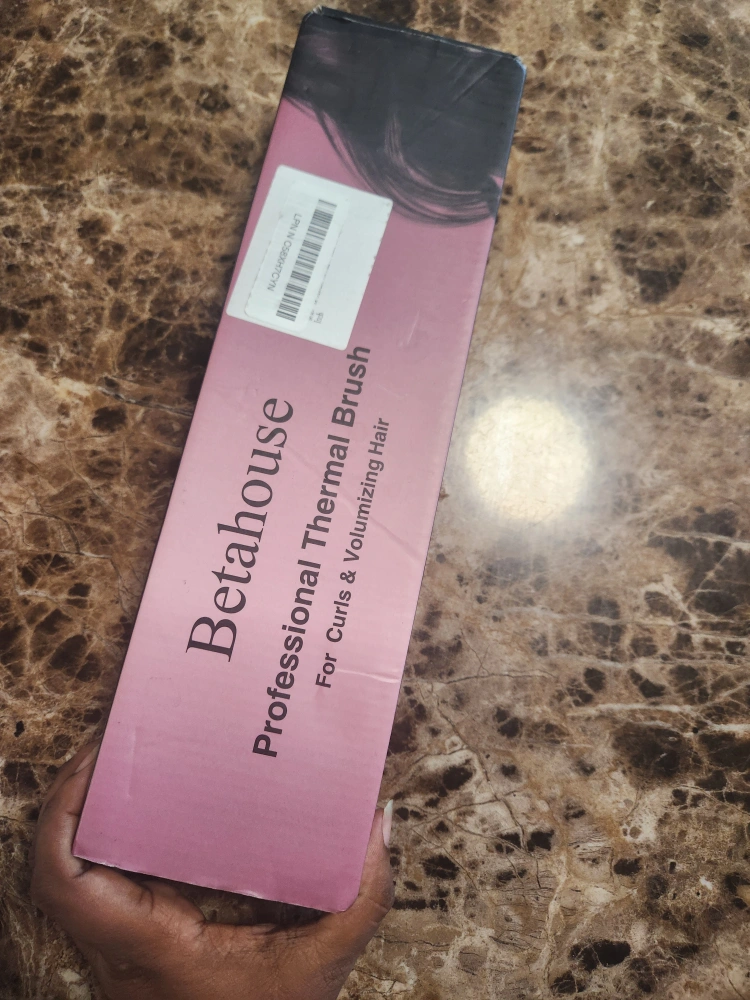 Betahouse
Professional Thermal Brush
For Curls & Volumizing Hair